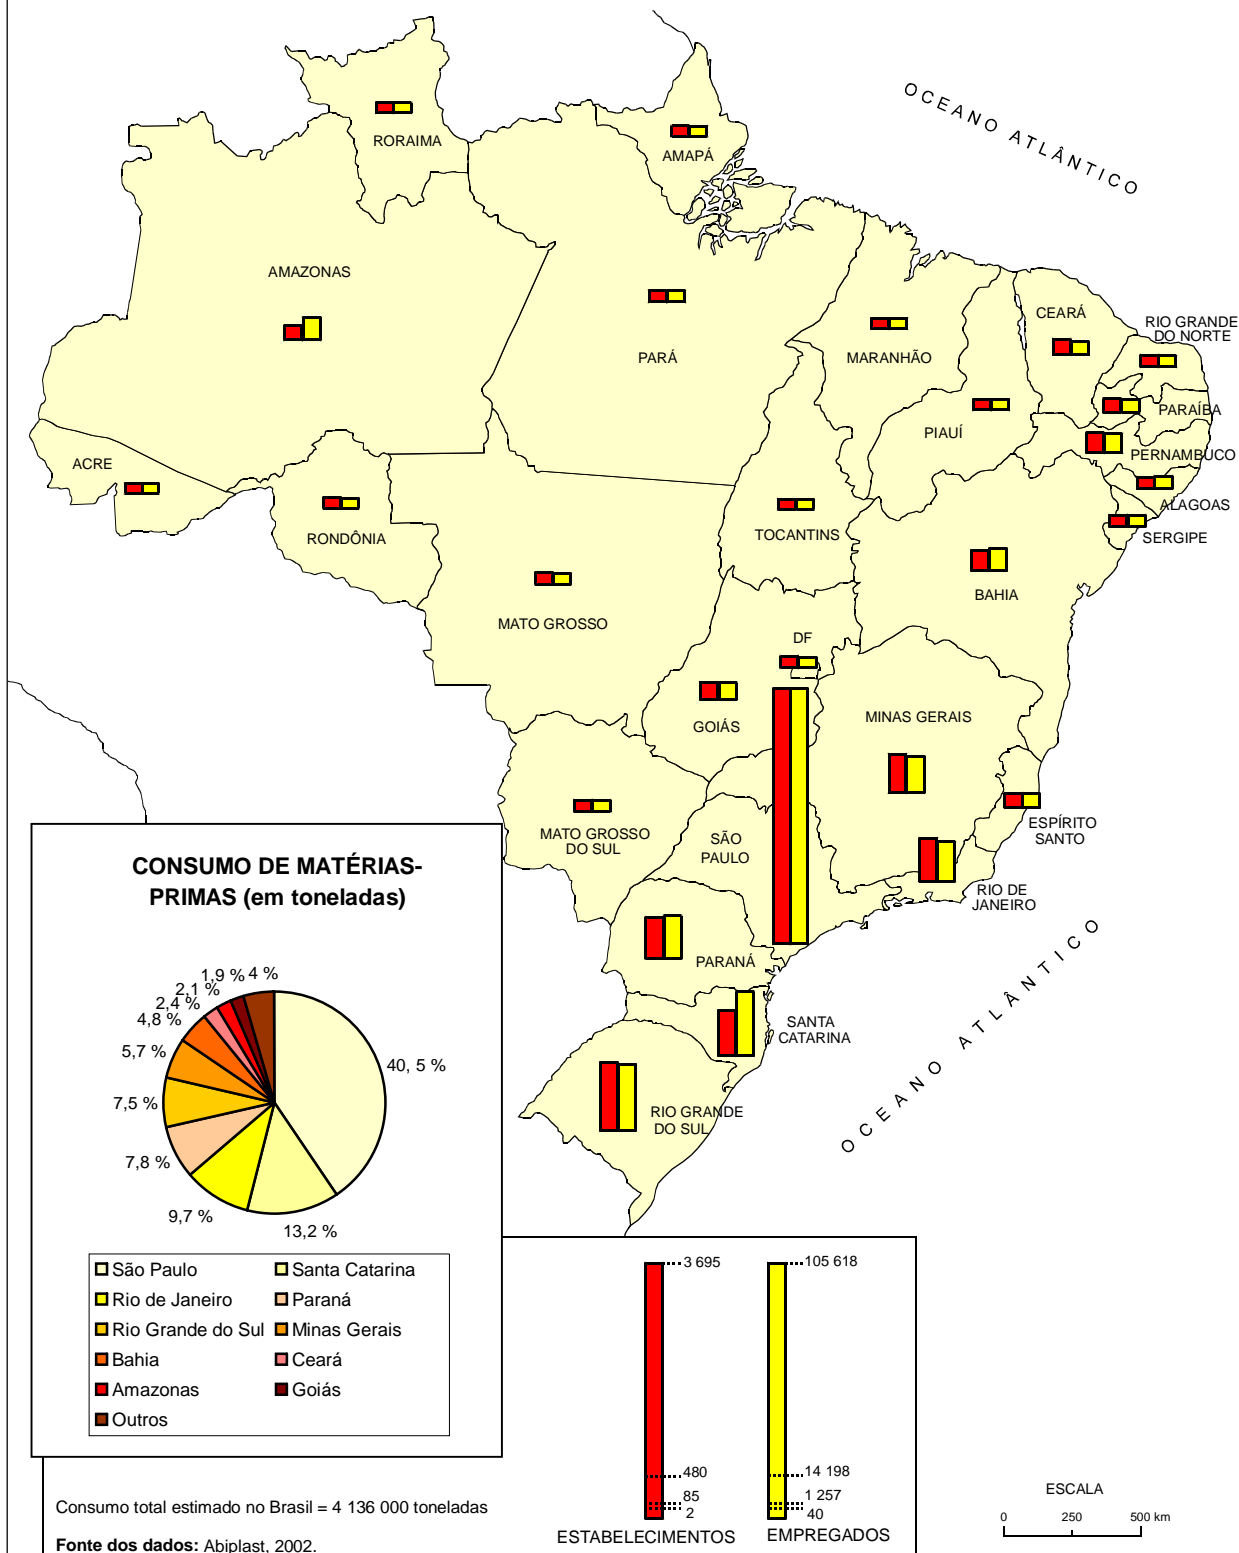 OCEANO ATLÂNTICO
RORAIMA
AMAPÁ
AMAZONAS
PARÁ
MARANHÃO
CEARÁ
RIO GRANDE
DO NORTE
PIAUÍ
PARAÍBA
PERNAMBUCO
ACRE
ALAGOAS
RONDÔNIA
TOCANTINS
SERGIPE
BAHIA
MATO GROSSO
DF
GOIÁS
MINAS GERAIS
MATO GROSSO
DO SUL
SÃO
PAULO
ESPÍRITO
SANTO
RIO DE
JANEIRO
PARANÁ
SANTA
CATARINA
RIO GRANDE
DO SUL
OCEANO ATLÂNTICO
CONSUMO DE MATÉRIAS-
PRIMAS (em toneladas)
1,9 %
4 %
2,1 %
2,4 %
4,8 %
5,7 %
7,5 %
7,8 %
9,7 %
13,2 %
40, 5 %
São Paulo
Santa Catarina
Rio de Janeiro
Paraná
Rio Grande do Sul
Minas Gerais
Bahia
Ceará
Amazonas
Goiás
Outros
3 695
480
85
2
ESTABELECIMENTOS
105 618
14 198
1 257
40
EMPREGADOS
Consumo total estimado no Brasil = 4 136 000 toneladas
Fonte dos dados: Abiplast, 2002.
ESCALA
0 250 500 km